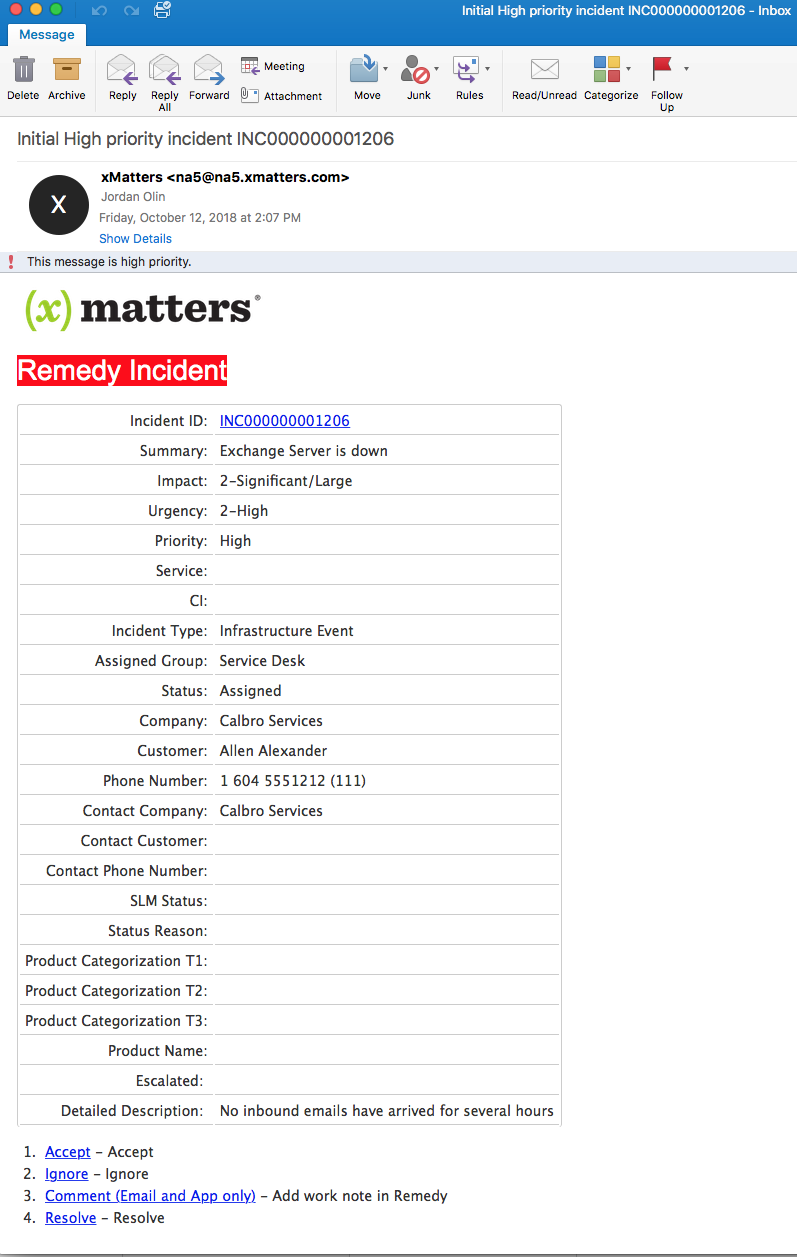 Initial High priority incident INC000000001206 - Inbox
Message
Delete
Archive
Reply
Reply All
Forward
Meeting
Attachment
Move
Junk
Rules
Read/Unread
Categorize
Follow Up
Initial High priority incident INC000000001206
X
xMatters <na5@na5.xmatters.com>
Jordan Olin
Friday, October 12, 2018 at 2:07 PM
Show Details
! This message is high priority.
(x) matters®
Remedy Incident
Incident ID: INC000000001206
Summary: Exchange Server is down
Impact: 2-Significant/Large
Urgency: 2-High
Priority: High
Service:
CI:
Incident Type: Infrastructure Event
Assigned Group: Service Desk
Status: Assigned
Company: Calbro Services
Customer: Allen Alexander
Phone Number: 1 604 5551212 (111)
Contact Company: Calbro Services
Contact Customer:
Contact Phone Number:
SLM Status:
Status Reason:
Product Categorization T1:
Product Categorization T2:
Product Categorization T3:
Product Name:
Escalated:
Detailed Description: No inbound emails have arrived for several hours
1. Accept – Accept
2. Ignore – Ignore
3. Comment (Email and App only) – Add work note in Remedy
4. Resolve – Resolve